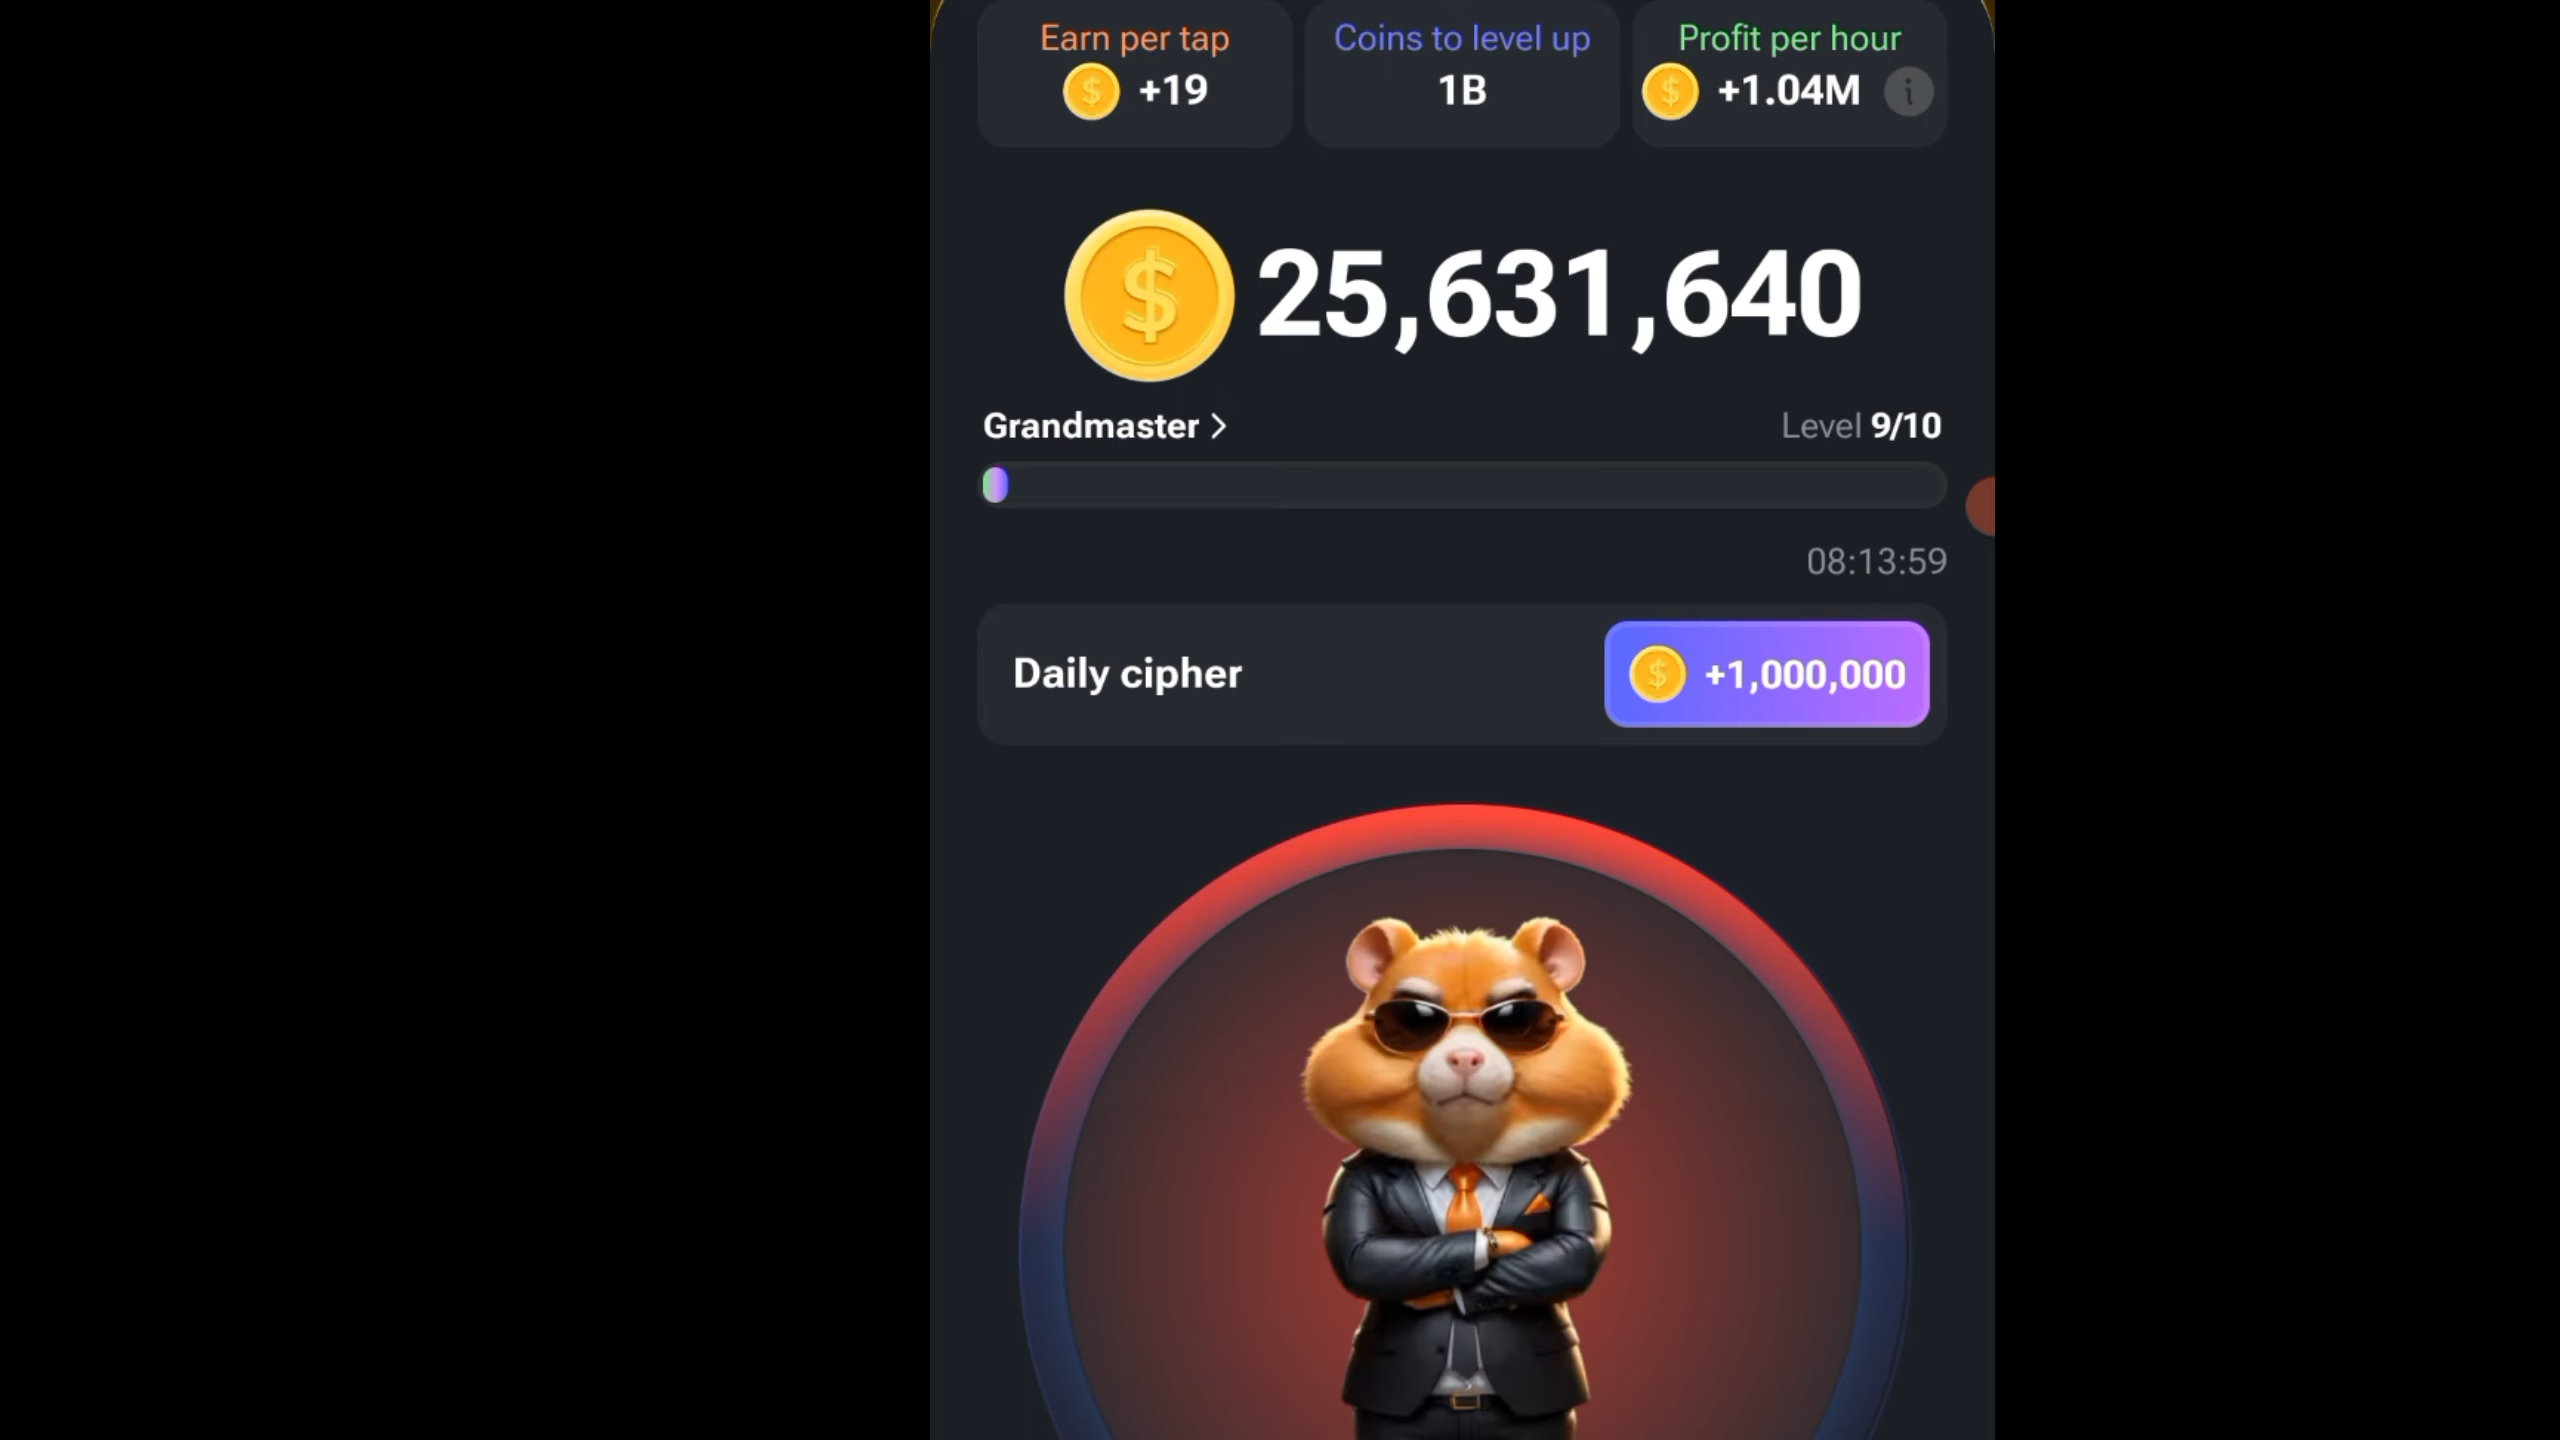 Earn per tap
+19
Coins to level up
1B
Profit per hour
+1.04M
25,631,640
Grandmaster >
Level 9/10
08:13:59
Daily cipher
+1,000,000